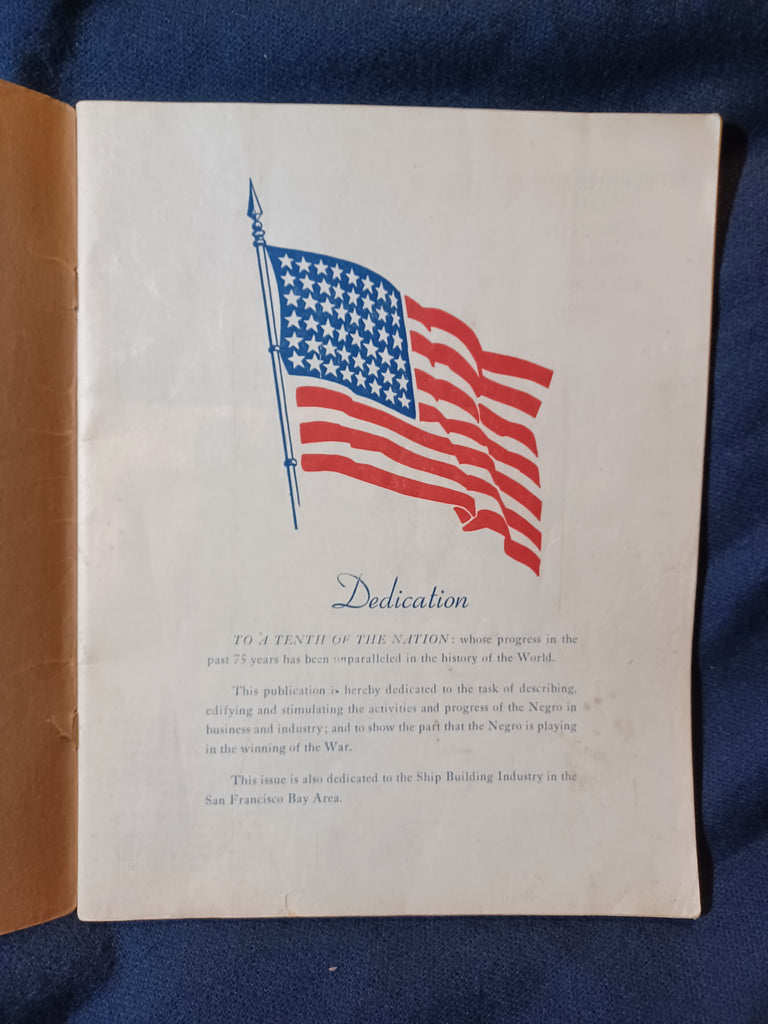 Dedication
TO A TENTH OF THE NATION: whose progress in the
past 75 years has been unparalleled in the history of the World.
This publication is hereby dedicated to the task of describing,
edifying and stimulating the activities and progress of the Negro in
business and industry; and to show the part that the Negro is playing
in the winning of the War.
This issue is also dedicated to the Ship Building Industry in the
San Francisco Bay Area.